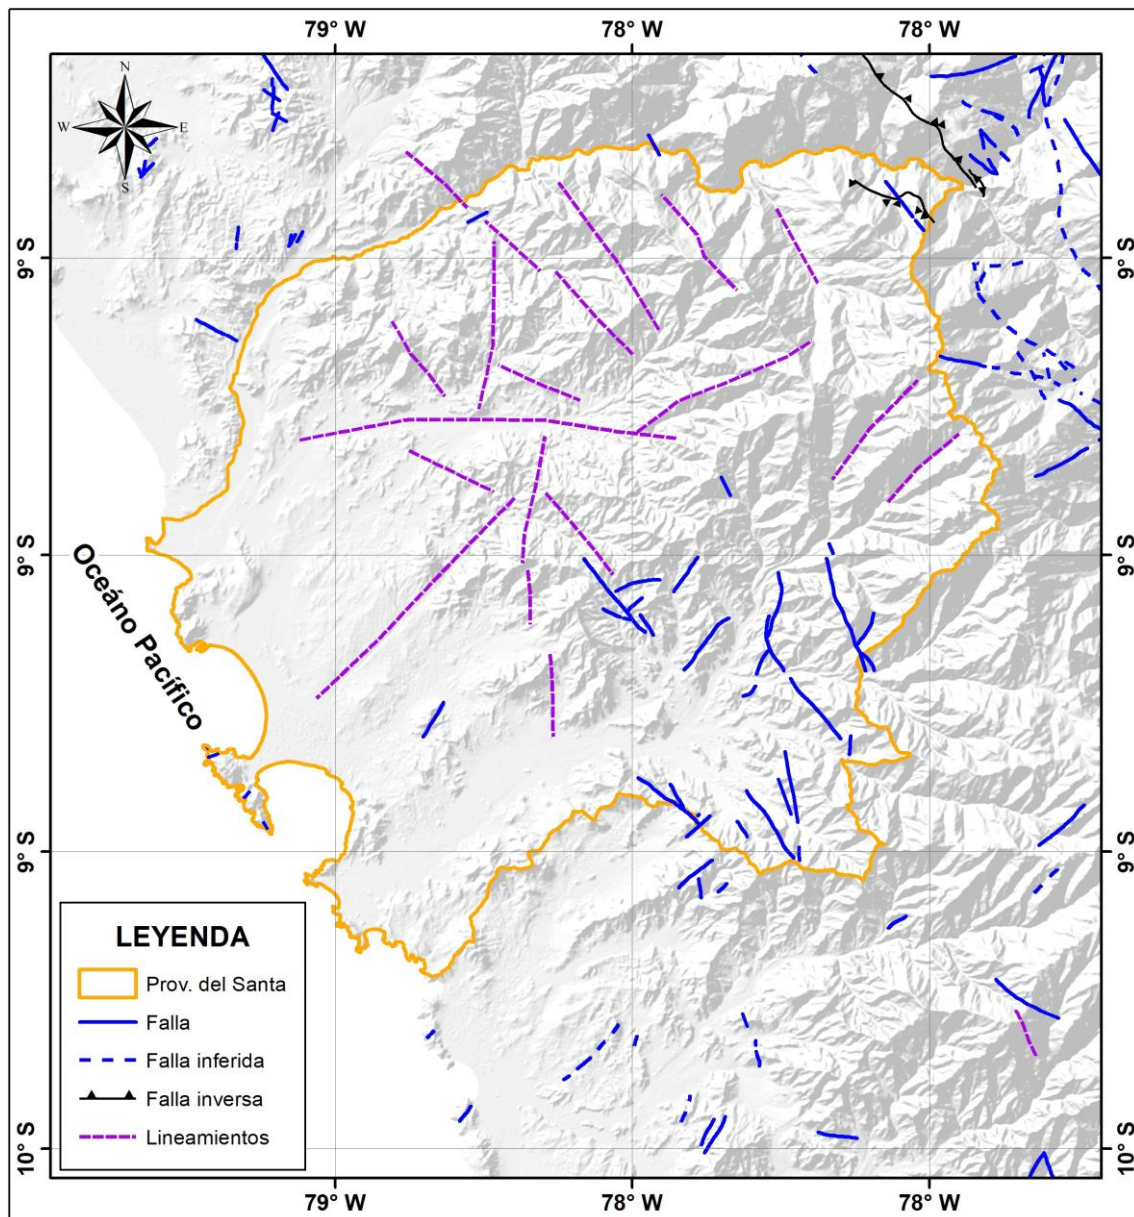 79° W 78° W 78° W
N
W E
S
9° S 9° S
9° S 9° S
Oceáno Pacífico
9° S 9° S
LEYENDA
Prov. del Santa
Falla
Falla inferida
Falla inversa
Lineamientos
10° S 10° S
79° W 78° W 78° W